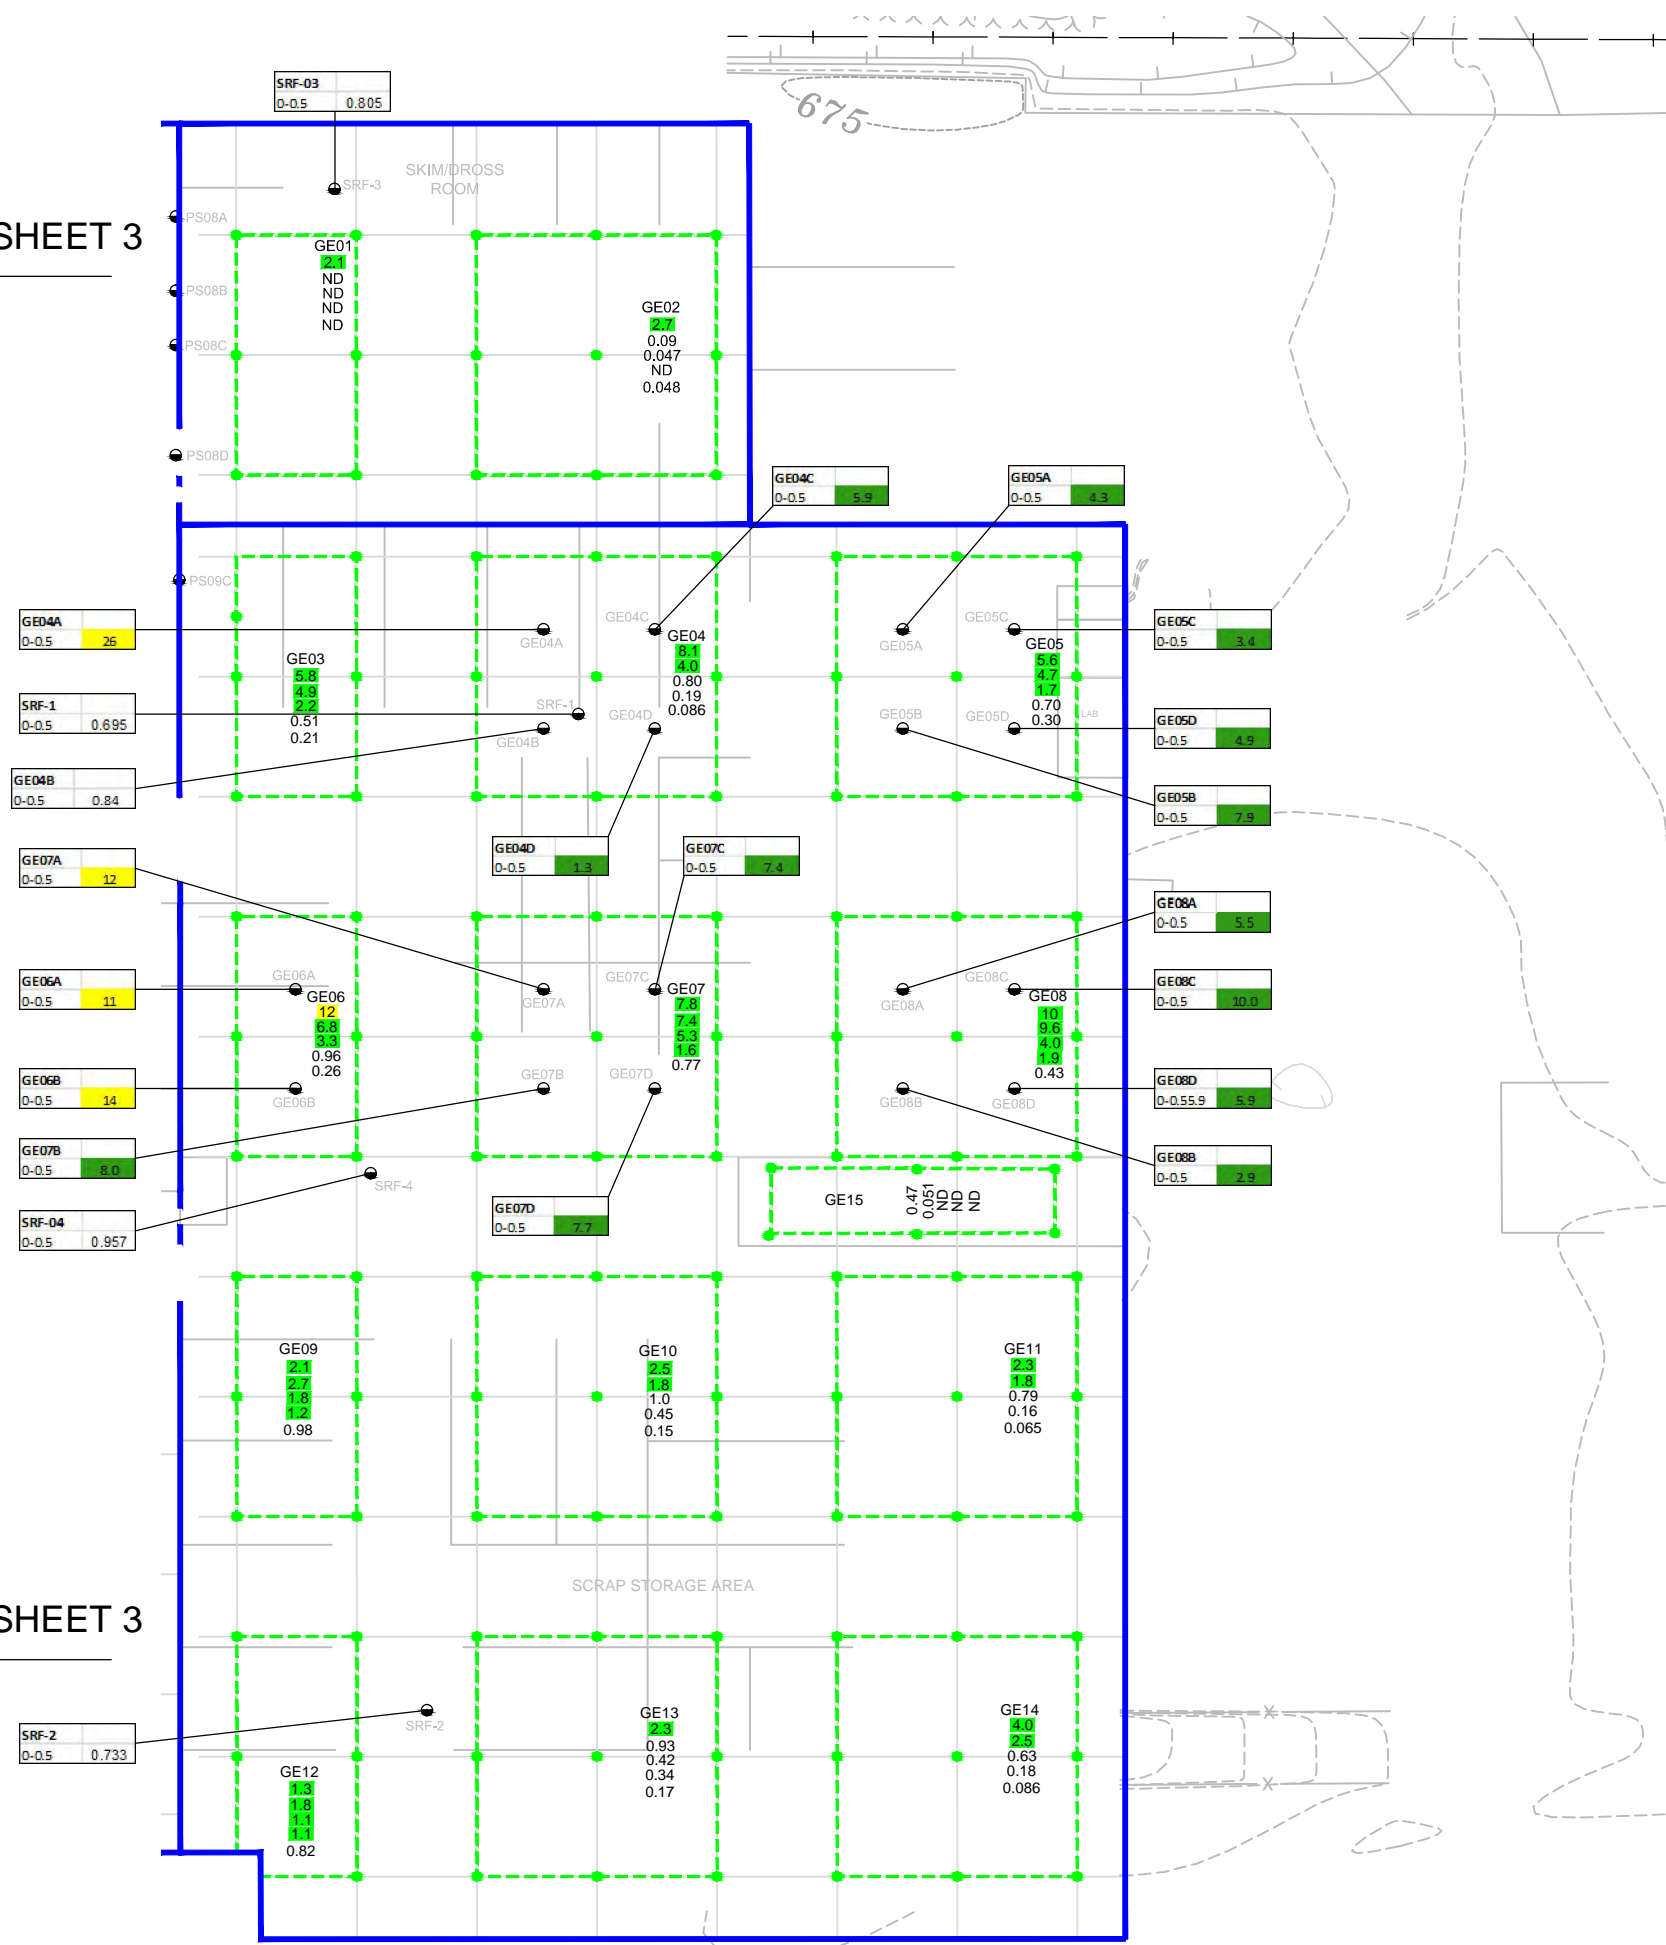 675
SRF-03
0-0.5 0.805
SKIM/DROSS
ROOM
SRF-3
PS08A
SHEET 3
GE01
2.1
ND
ND
ND
ND
PS08B
PS08C
GE02
2.7
0.09
0.047
ND
0.048
PS08D
GE04C
0-0.5 5.9
GE05A
0-0.5 4.3
PS09C
GE04A
0-0.5 26
GE04A
GE04C
GE04
8.1
4.0
0.80
0.19
0.086
GE05A
GE05C
GE05
5.6
4.7
1.7
0.70
0.30
GE05C
0-0.5 3.4
GE03
5.8
4.9
2.2
0.51
0.21
SRF-1
0-0.5 0.695
SRF-1
GE04B
GE04D
GE05B
GE05D
LAB
GE05D
0-0.5 4.9
GE04B
0-0.5 0.84
GE05B
0-0.5 7.9
GE07A
0-0.5 12
GE04D
0-0.5 1.3
GE07C
0-0.5 7.4
GE08A
0-0.5 5.5
GE06A
0-0.5 11
GE06A
GE06
12
6.8
3.3
0.96
0.26
GE07A
GE07C
GE07
7.8
7.4
5.3
1.6
0.77
GE08A
GE08C
GE08
10
9.6
4.0
1.9
0.43
GE08C
0-0.5 10.0
GE06B
0-0.5 14
GE06B
GE07B
GE07D
GE08B
GE08D
GE08D
0-0.55.9 5.9
GE07B
0-0.5 8.0
GE08B
0-0.5 2.9
SRF-4
SRF-04
0-0.5 0.957
GE07D
0-0.5 7.7
GE15
0.47
0.051
ND
ND
ND
GE09
2.1
2.7
1.8
1.2
0.98
GE10
2.5
1.8
1.0
0.45
0.15
GE11
2.3
1.8
0.79
0.16
0.065
SCRAP STORAGE AREA
SHEET 3
SRF-2
SRF-2
0-0.5 0.733
GE12
1.3
1.8
1.1
1.1
0.82
GE13
2.3
0.93
0.42
0.34
0.17
GE14
4.0
2.5
0.63
0.18
0.086